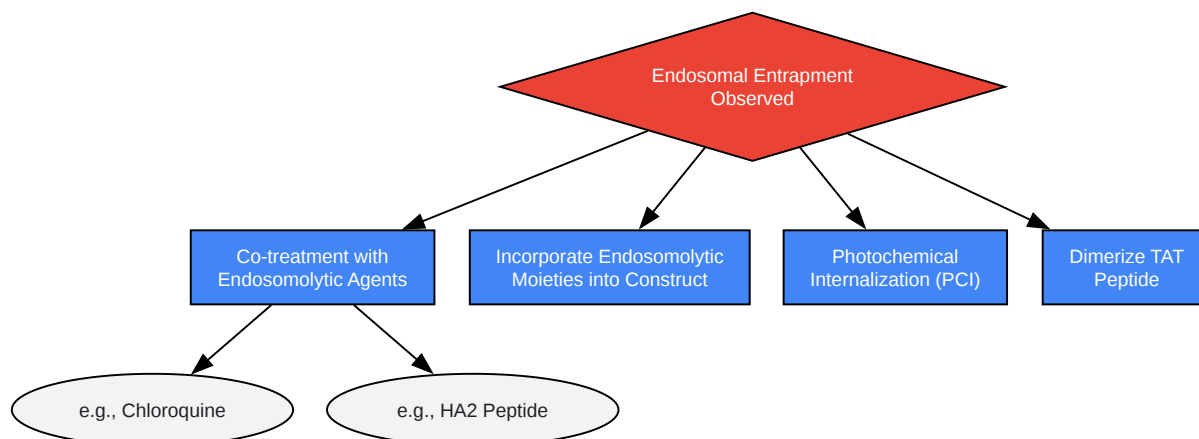 Endosomal Entrapment
Observed
Co-treatment with
Endosomolytic Agents
Incorporate Endosomolytic
Moieties into Construct
Photochemical
Internalization (PCI)
Dimerize TAT
Peptide
e.g., Chloroquine
e.g., HA2 Peptide